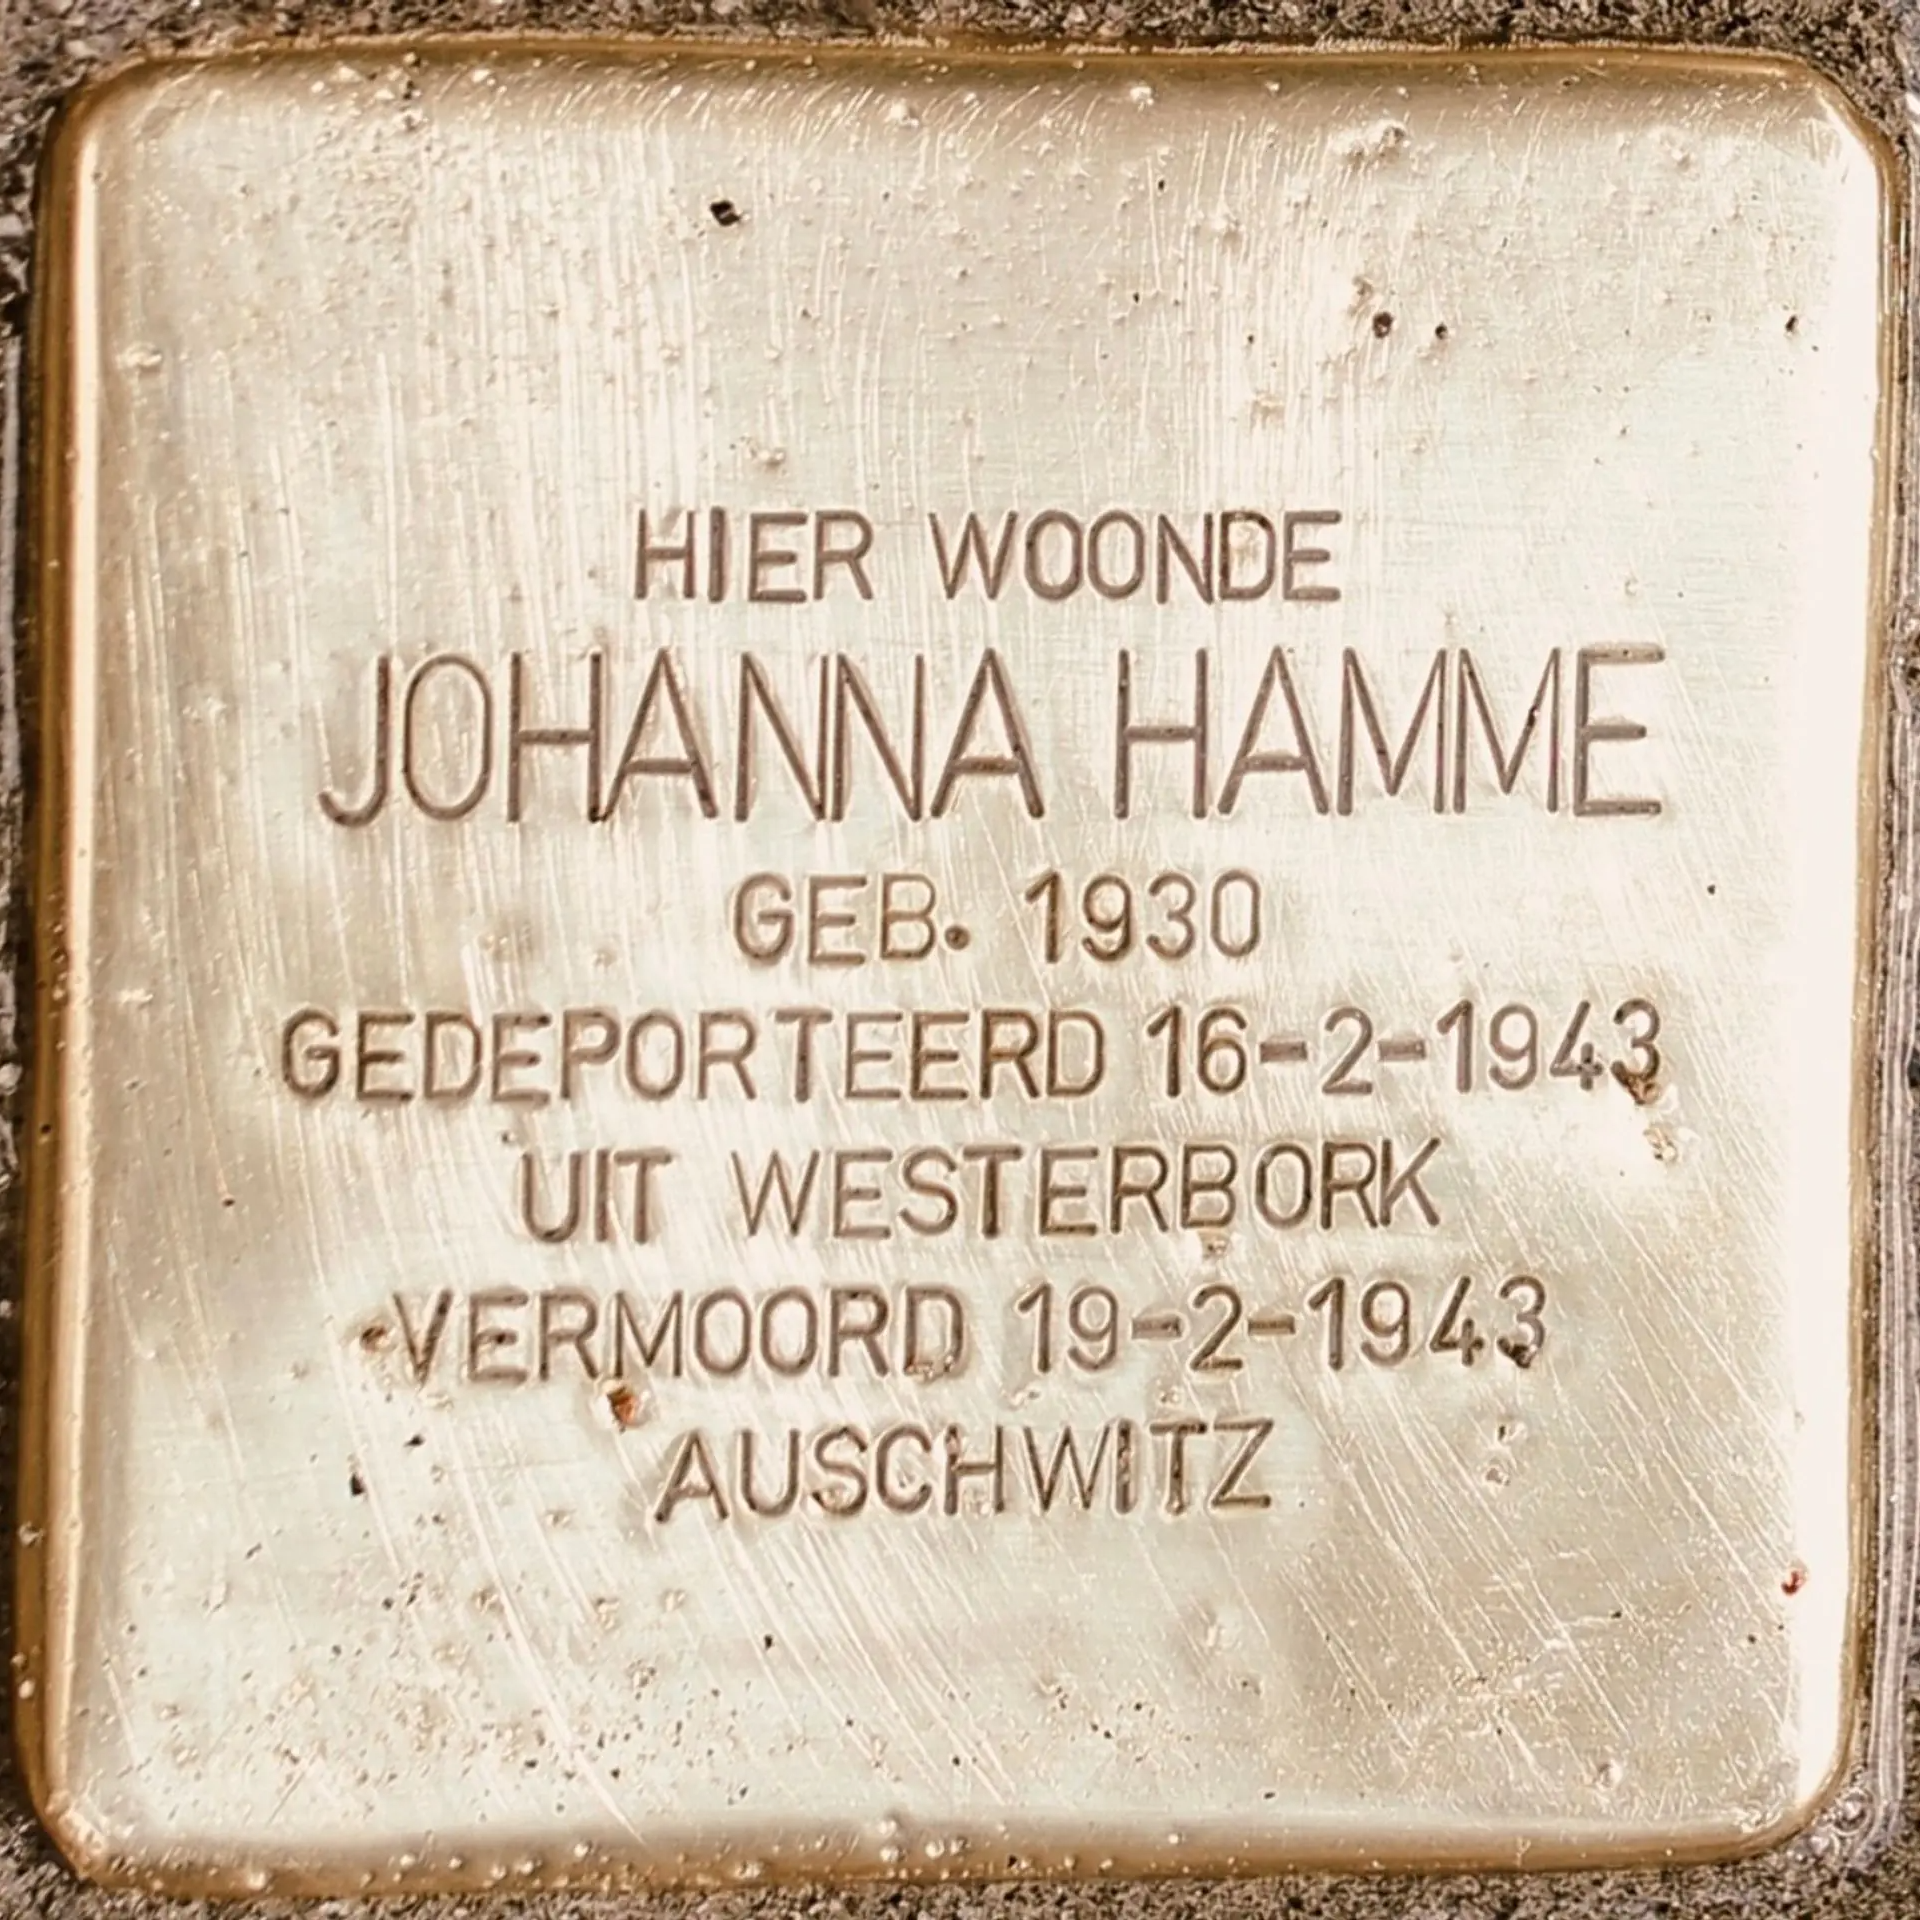 HIER WOONDE
JOHANNA HAMME
GEB. 1930
GEDEPORTEERD 16-2-1943
UIT WESTERBORK
VERMOORD 19-2-1943
AUSCHWITZ